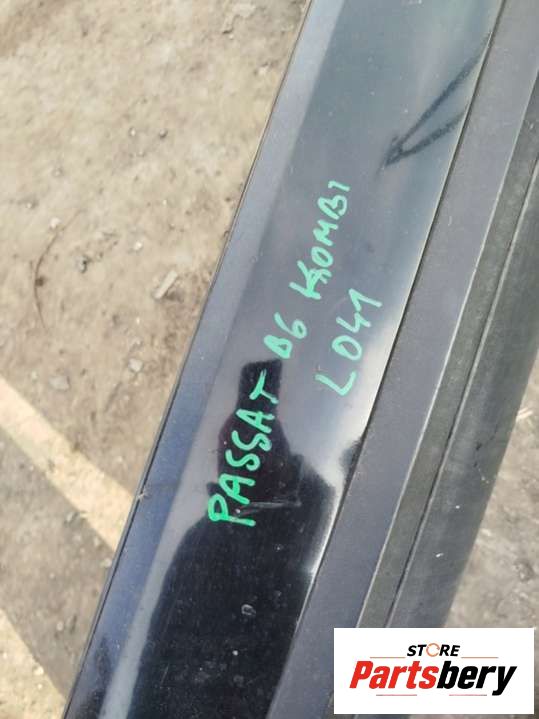 PASSAT B6 KOMBI
L041
STORE
Partsbery